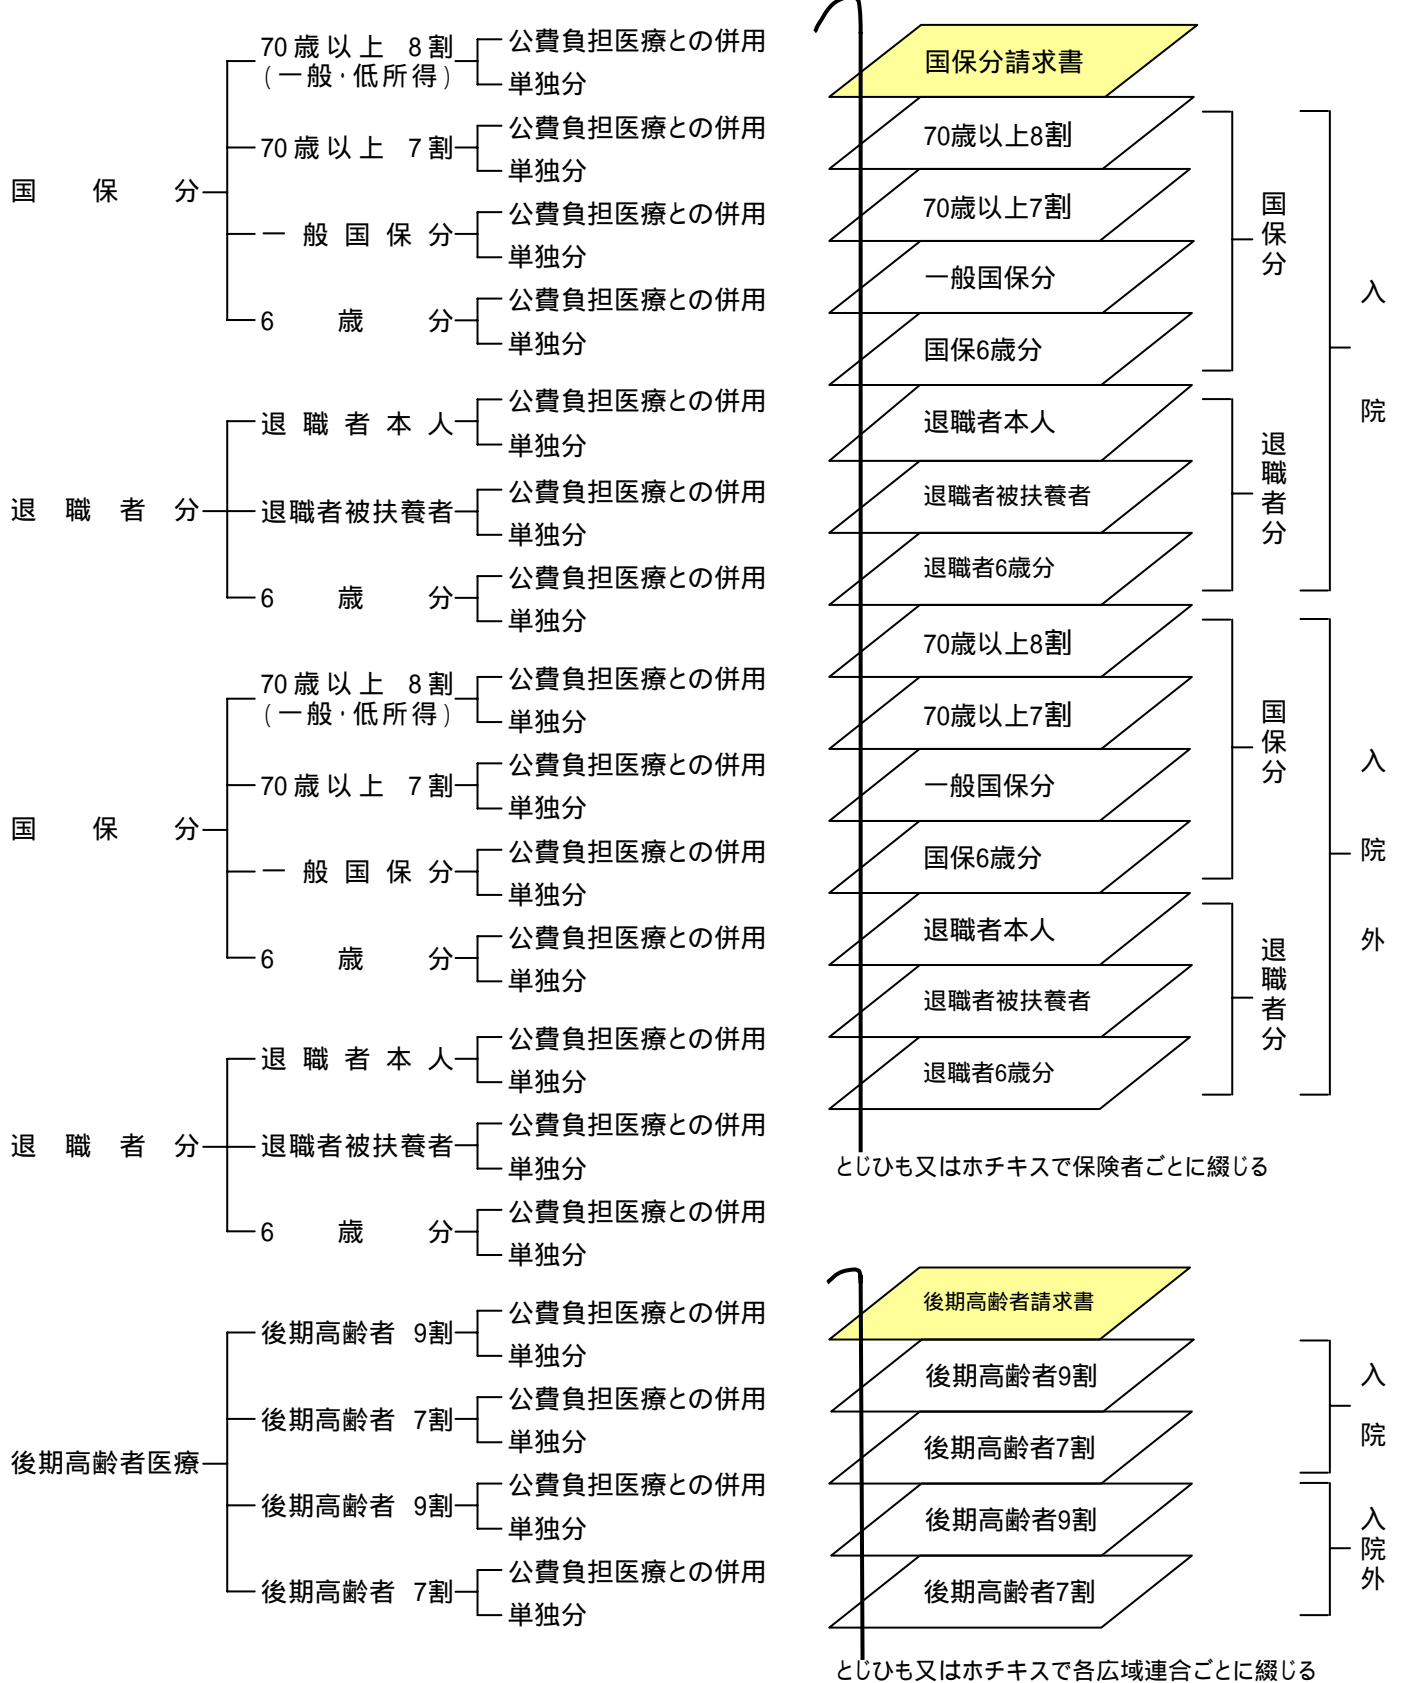 国保分
70歳以上 8割
(一般・低所得)
公費負担医療との併用
単独分
70歳以上 7割
公費負担医療との併用
単独分
一般国保分
公費負担医療との併用
単独分
6歳分
公費負担医療との併用
単独分
退職者分
退職者本人
公費負担医療との併用
単独分
退職者被扶養者
公費負担医療との併用
単独分
6歳分
公費負担医療との併用
単独分
国保分
70歳以上 8割
(一般・低所得)
公費負担医療との併用
単独分
70歳以上 7割
公費負担医療との併用
単独分
一般国保分
公費負担医療との併用
単独分
6歳分
公費負担医療との併用
単独分
退職者分
退職者本人
公費負担医療との併用
単独分
退職者被扶養者
公費負担医療との併用
単独分
6歳分
公費負担医療との併用
単独分
後期高齢者医療
後期高齢者 9割
公費負担医療との併用
単独分
後期高齢者 7割
公費負担医療との併用
単独分
後期高齢者 9割
公費負担医療との併用
単独分
後期高齢者 7割
公費負担医療との併用
単独分
国保分請求書
70歳以上8割
70歳以上7割
一般国保分
国保6歳分
退職者本人
退職者被扶養者
退職者6歳分
70歳以上8割
70歳以上7割
一般国保分
国保6歳分
退職者本人
退職者被扶養者
退職者6歳分
国保分
退職者分
国保分
退職者分
入院
入院外
とじひも又はホチキスで保険者ごとに綴じる
後期高齢者請求書
後期高齢者9割
後期高齢者7割
後期高齢者9割
後期高齢者7割
入院
入院外
とじひも又はホチキスで各広域連合ごとに綴じる